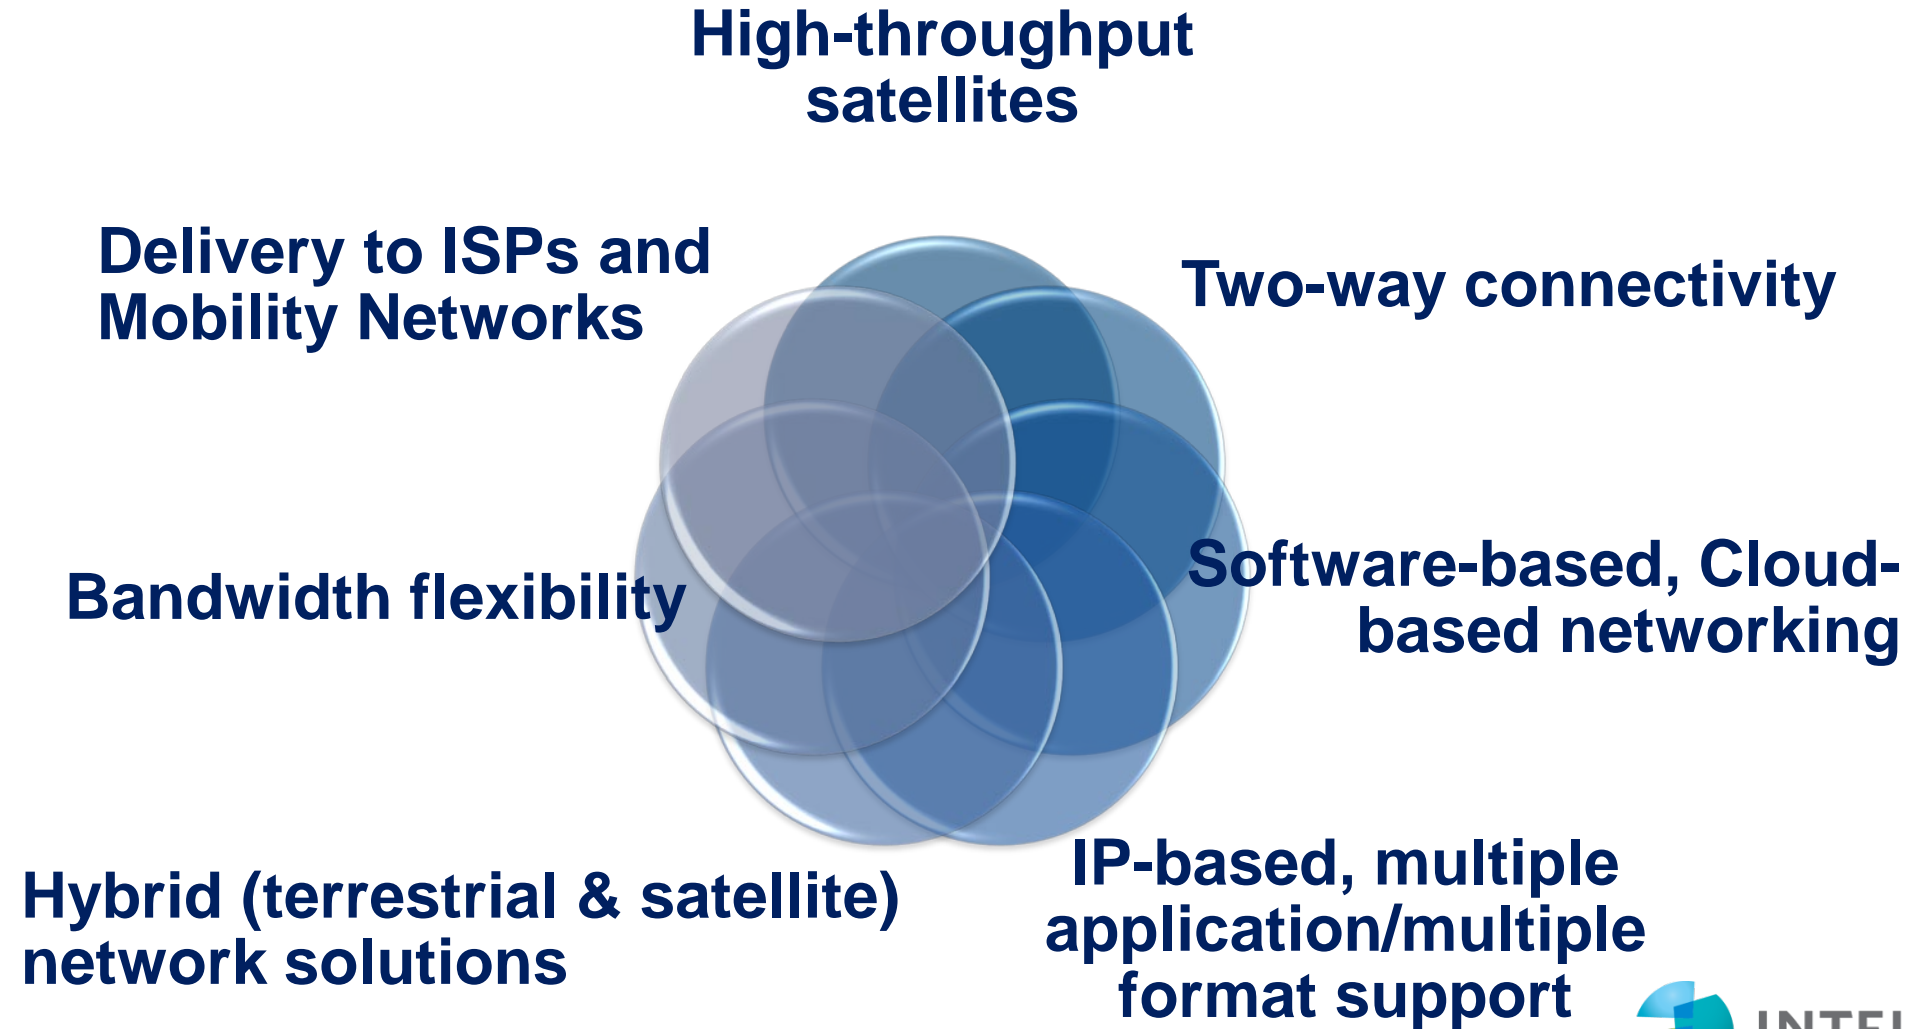 High-throughput
satellites
Delivery to ISPs and
Mobility Networks
Two-way connectivity
Software-based, Cloud-
based networking
Bandwidth flexibility
IP-based, multiple
application/multiple
format support
Hybrid (terrestrial & satellite)
network solutions